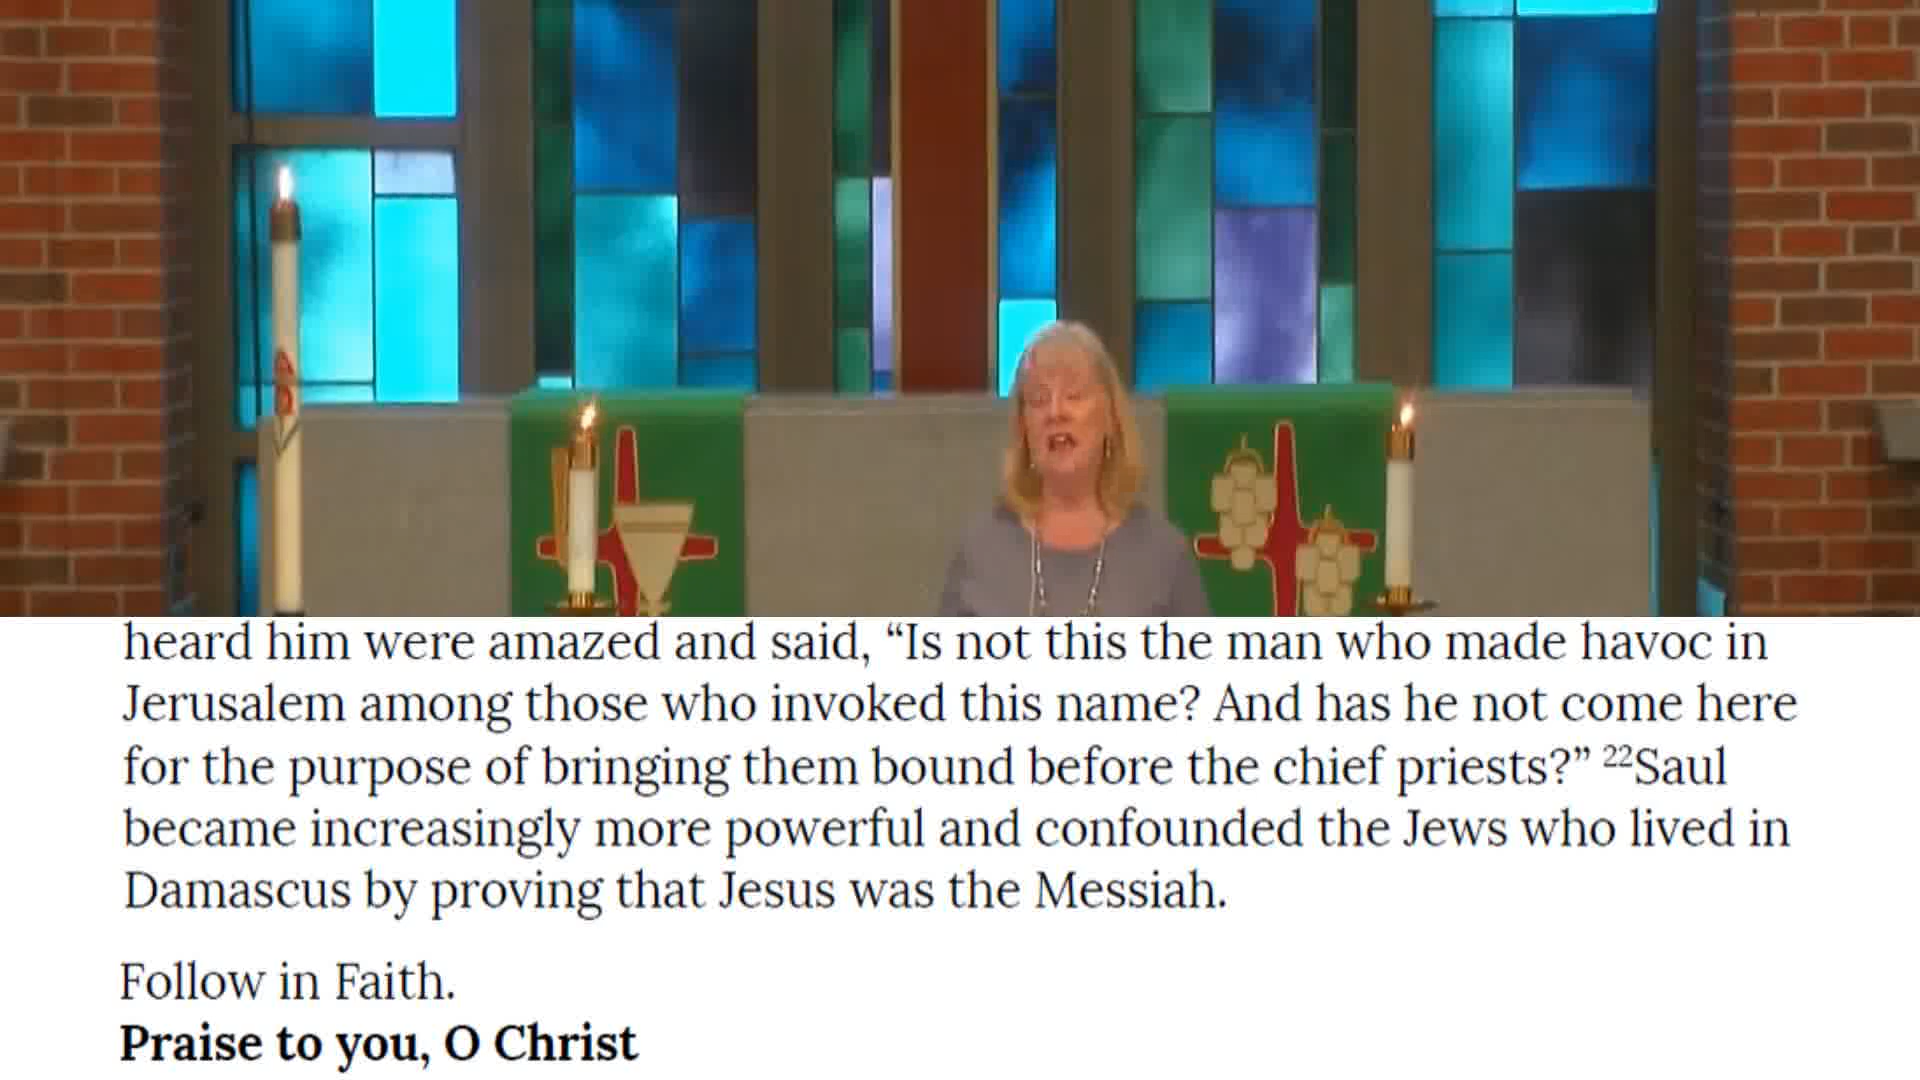 heard him were amazed and said, “Is not this the man who made havoc in
Jerusalem among those who invoked this name? And has he not come here
for the purpose of bringing them bound before the chief priests?” ²²Saul
became increasingly more powerful and confounded the Jews who lived in
Damascus by proving that Jesus was the Messiah.
Follow in Faith.
Praise to you, O Christ